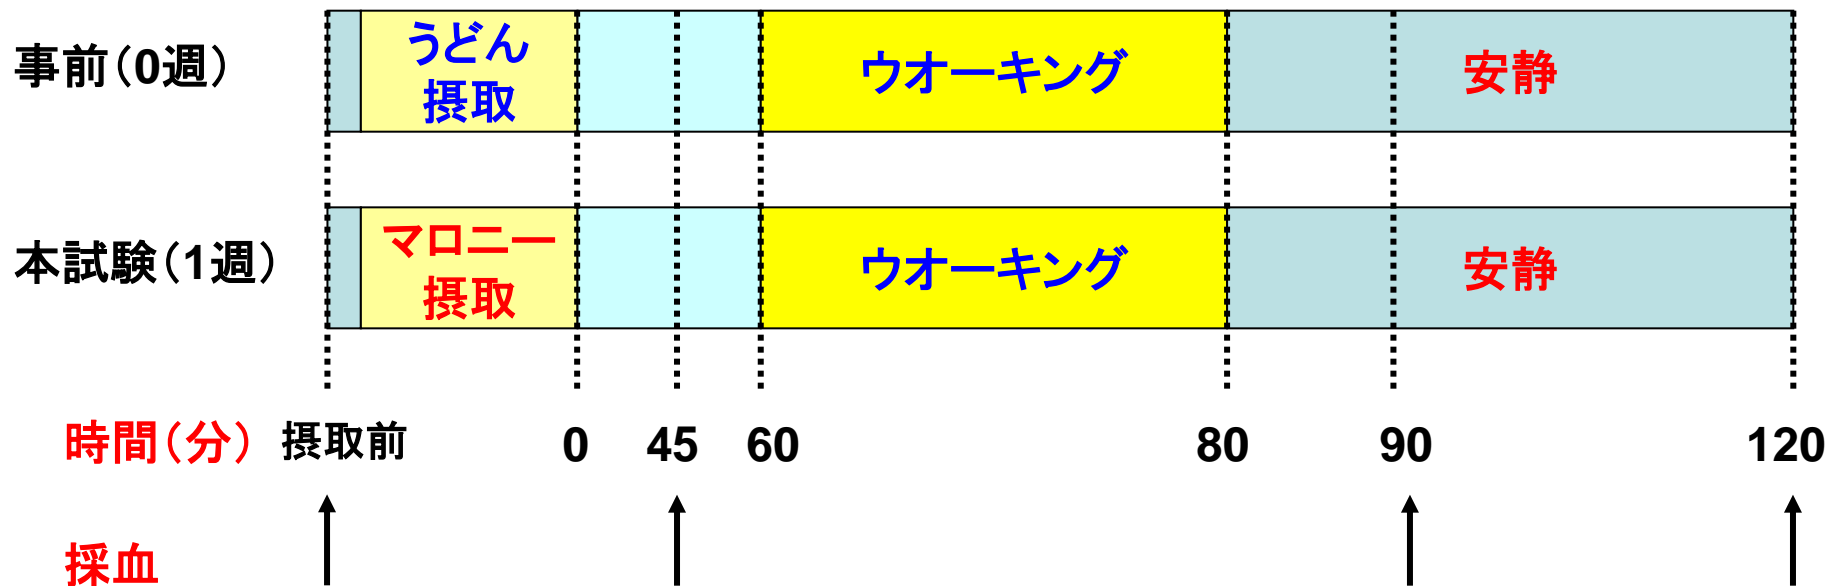 事前(0週)
うどん
摂取
ウオーキング
安静
本試験(1週)
マロニー
摂取
ウオーキング
安静
時間(分) 摂取前 0 45 60 80 90 120
採血